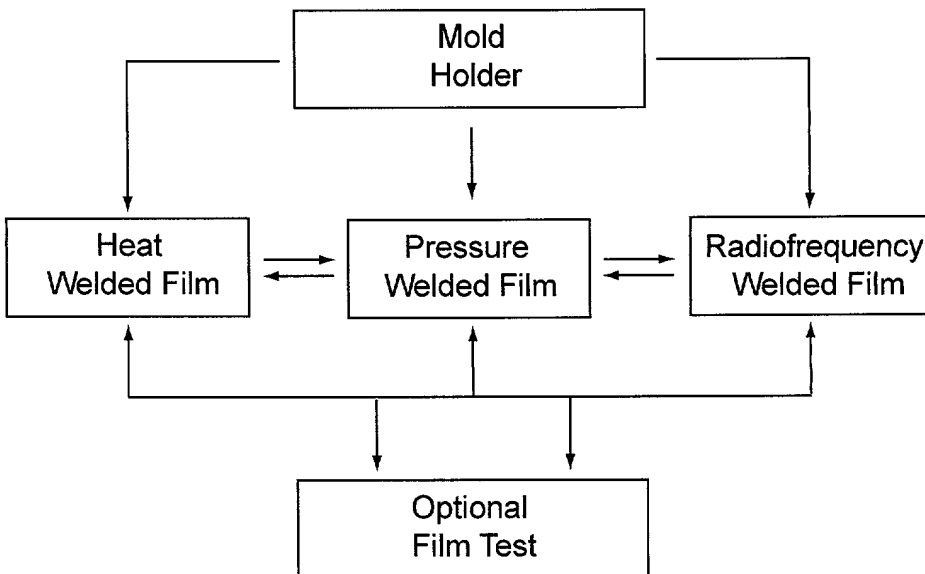 Mold
Holder
Heat
Welded Film
Pressure
Welded Film
Radiofrequency
Welded Film
Optional
Film Test